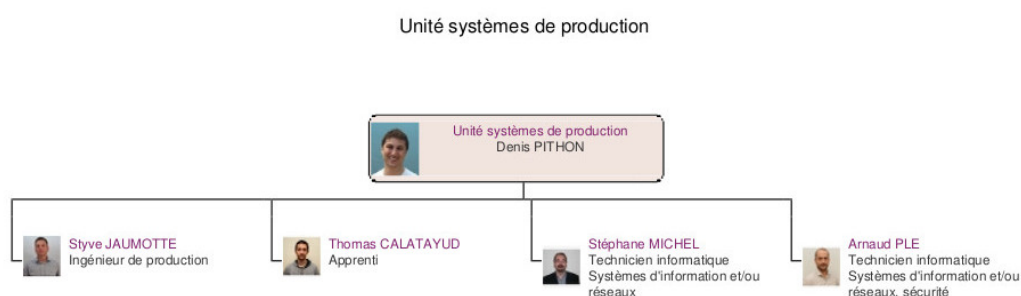 Unité systèmes de production
Unité systèmes de production
Denis PITHON
Styve JAUMOTTE
Ingénieur de production
Thomas CALATAYUD
Apprenti
Stéphane MICHEL
Technicien informatique
Systèmes d'information et/ou
réseaux
Arnaud PLE
Technicien informatique
Systèmes d'information et/ou
réseaux, sécurité